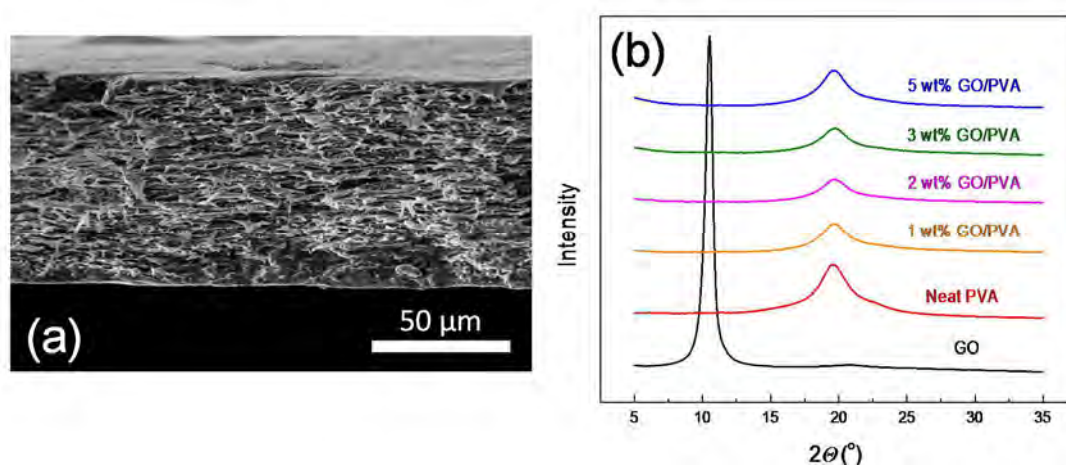 (a)
50 μm
(b)
5 wt% GO/PVA
3 wt% GO/PVA
2 wt% GO/PVA
1 wt% GO/PVA
Neat PVA
GO
Intensity
5 10 15 20 25 30 35
2Θ (°)